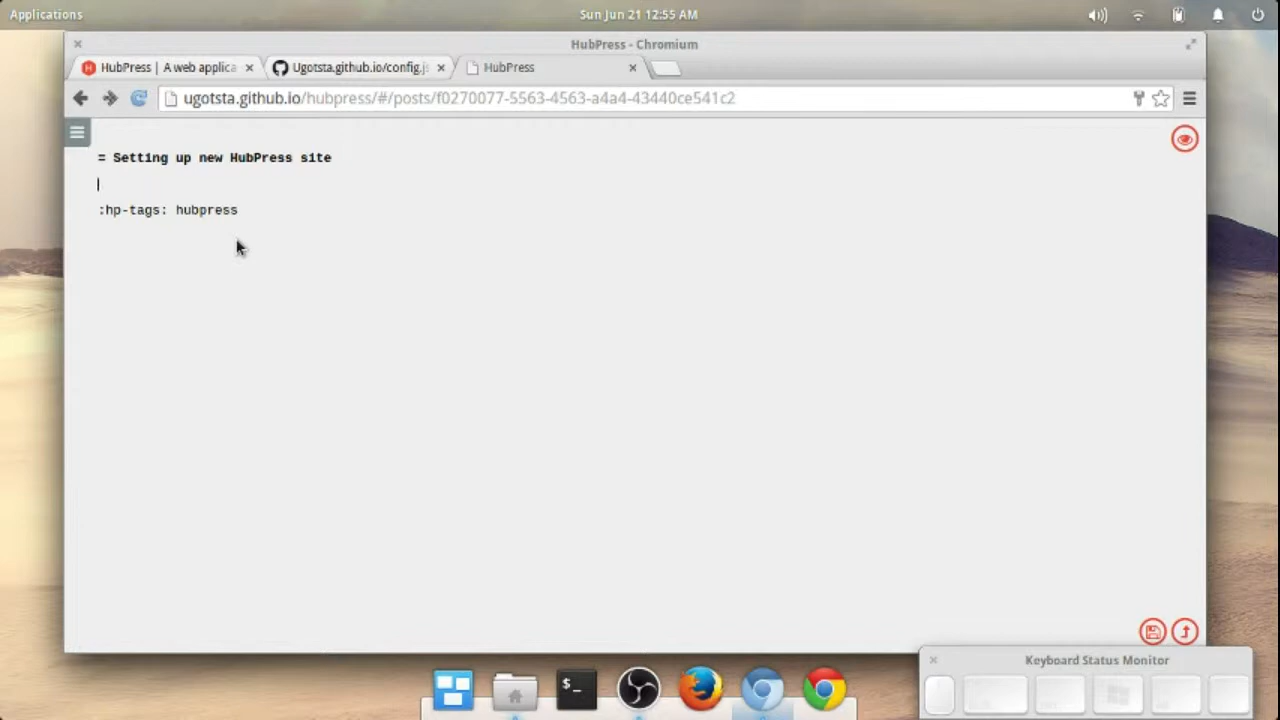 Applications
Sun Jun 21 12:55 AM
HubPress - Chromium
HubPress | A web applica
Ugotsta.github.io/config.js
HubPress
ugotsta.github.io/hubpress/#/posts/f0270077-5563-4563-a4a4-43440ce541c2
= Setting up new HubPress site
:hp-tags: hubpress
$_
Keyboard Status Monitor